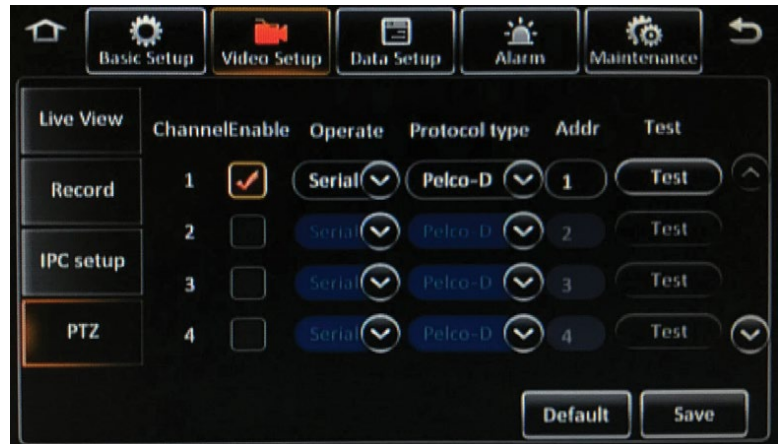 Basic Setup Video Setup Data Setup Alarm Maintenance
Live View
Record
IPC setup
PTZ
ChannelEnable Operate Protocol type Addr Test
1 Serial Pelco-D 1 Test
2 Serial Pelco-D 2 Test
3 Serial Pelco-D 3 Test
4 Serial Pelco-D 4 Test
Default Save